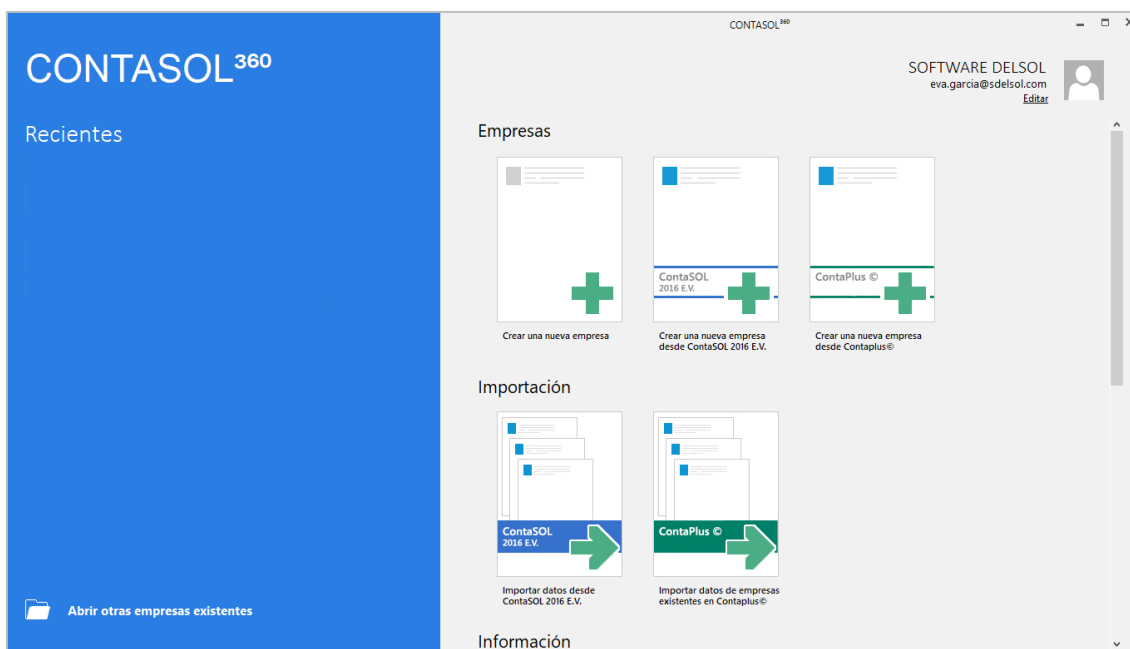 CONTASOL³⁶⁰
CONTASOL³⁶⁰
SOFTWARE DELSOL
eva.garcia@sdelsol.com
Editar
Recientes
Abrir otras empresas existentes
Empresas
ContaSOL
2016 E.V.
ContaPlus ©
Crear una nueva empresa
Crear una nueva empresa
desde ContaSOL 2016 E.V.
Crear una nueva empresa
desde Contaplus©
Importación
ContaSOL
2016 E.V.
ContaPlus ©
Importar datos desde
ContaSOL 2016 E.V.
Importar datos de empresas
existentes en Contaplus©
Información